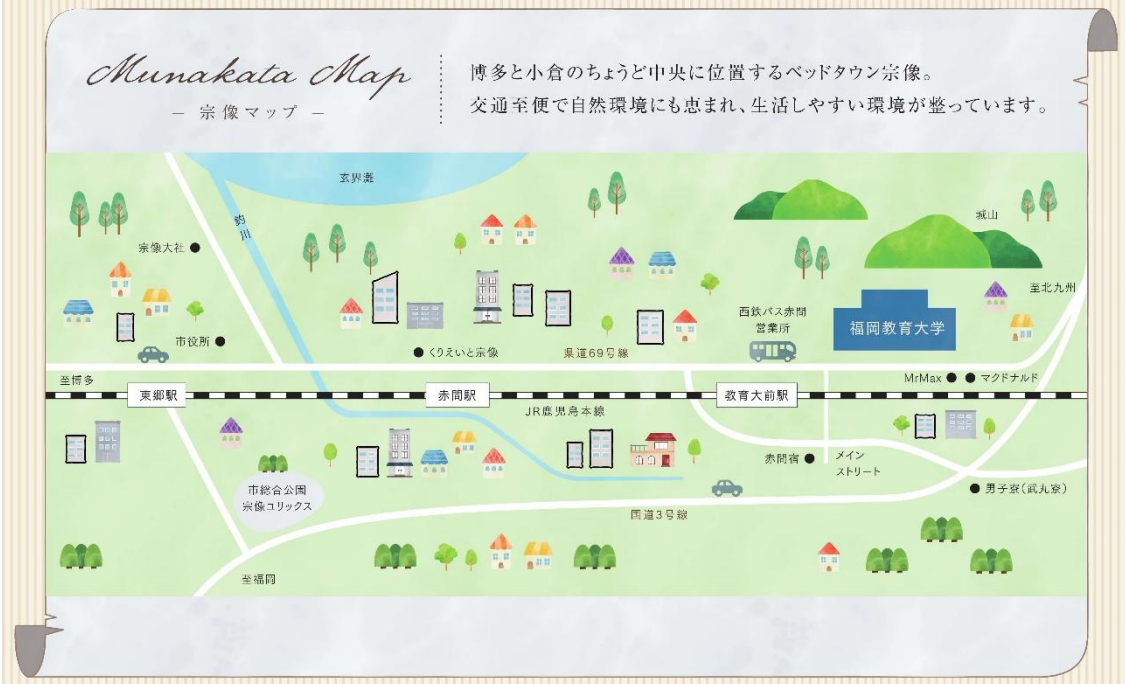 Munakata Map
― 宗像マップ ―
博多と小倉のちょうど中央に位置するベッドタウン宗像。
交通至便で自然環境にも恵まれ、生活しやすい環境が整っています。
玄界灘
釣川
宗像大社
城山
至北九州
西鉄バス赤間
営業所
福岡教育大学
市役所
くりえいと宗像
県道69号線
至博多
MrMax
マクドナルド
東郷駅
赤間駅
教育大前駅
JR鹿児島本線
赤間宿
メイン
ストリート
市総合公園
宗像ユリックス
男子寮(武丸寮)
国道3号線
至福岡